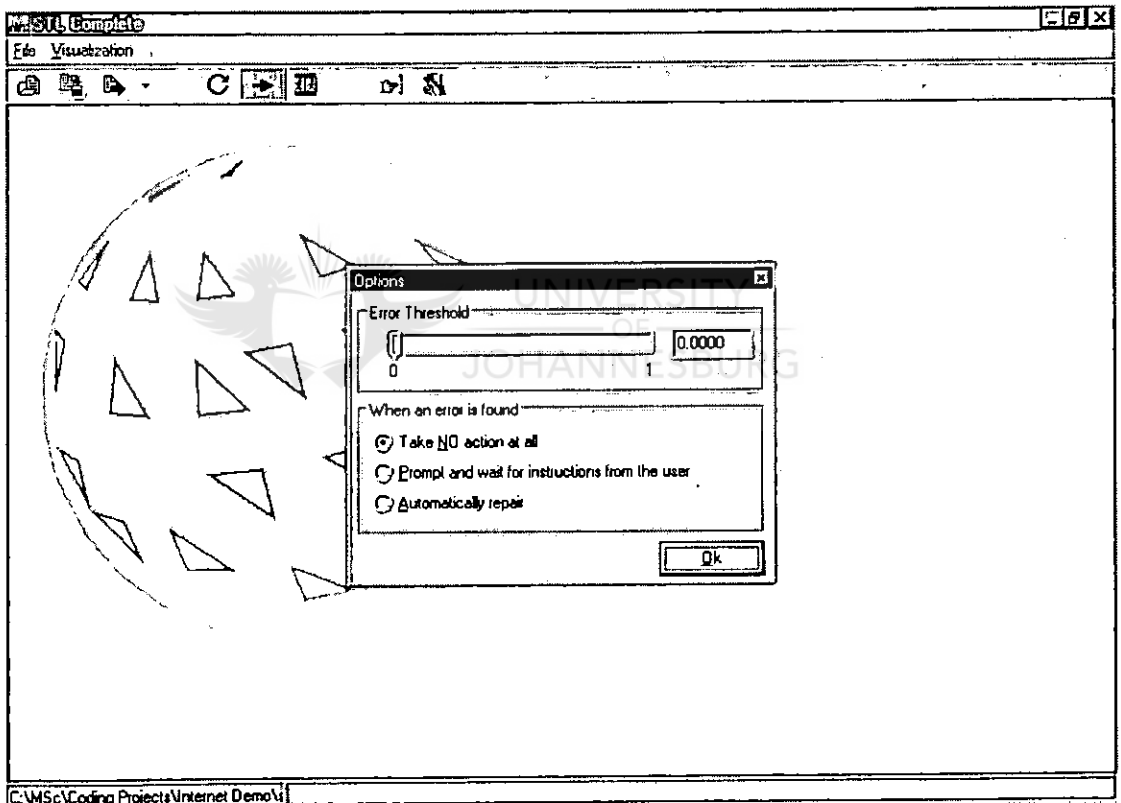 STL Complete
File Visualization
Options
UNIVERSITY
OF
JOHANNESBURG
Error Threshold
0.0000
0 1
When an error is found
Take NO action at all
Prompt and wait for instructions from the user
Automatically repair
Ok
C:\MSc\Coding Projects\Internet Demo\